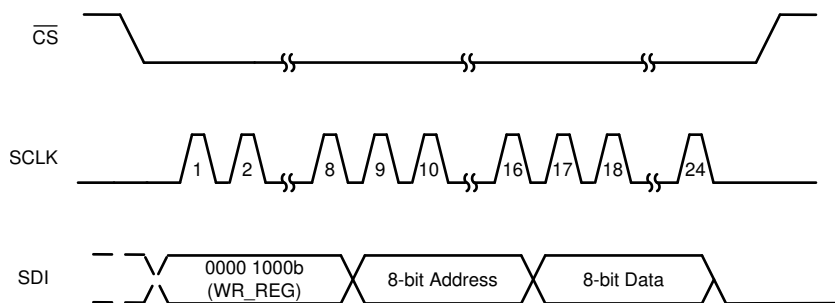 CS
SCLK
1 2 8 9 10 16 17 18 24
SDI
0000 1000b
(WR_REG)
8-bit Address
8-bit Data